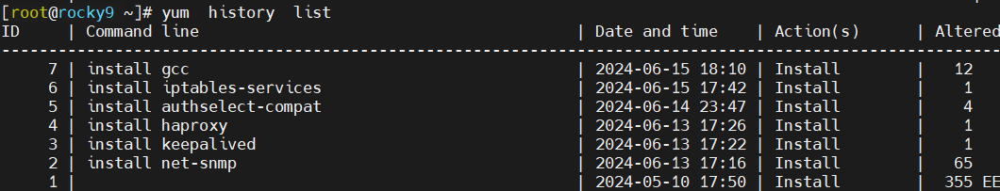 [root@rocky9 ~]# yum  history  list
ID     | Command line                                        | Date and time    | Action(s)      | Altered
-------------------------------------------------------------------------------------------------------
     7 | install gcc                                         | 2024-06-15 18:10 | Install        |   12
     6 | install iptables-services                           | 2024-06-15 17:42 | Install        |    1
     5 | install authselect-compat                           | 2024-06-14 23:47 | Install        |    4
     4 | install haproxy                                     | 2024-06-13 17:26 | Install        |    1
     3 | install keepalived                                  | 2024-06-13 17:22 | Install        |    1
     2 | install net-snmp                                    | 2024-06-13 17:16 | Install        |   65
     1 |                                                     | 2024-05-10 17:50 | Install        |  355 EE